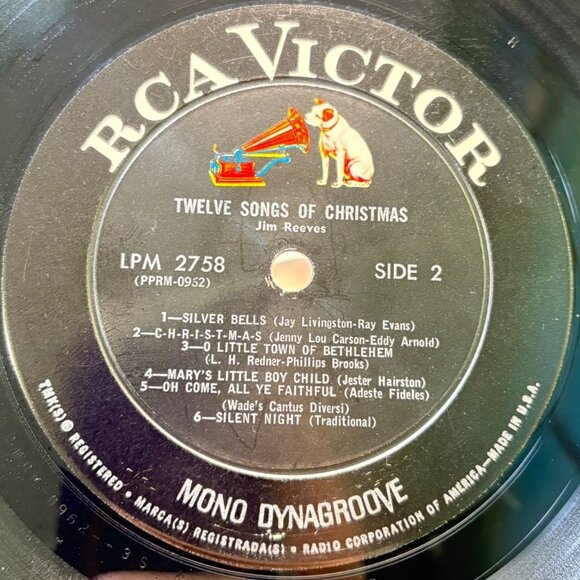 RCA VICTOR
TWELVE SONGS OF CHRISTMAS
Jim Reeves
LPM 2758
(PPRM-0962)
SIDE 2
1—SILVER BELLS (Jay Livingston-Ray Evans)
2—C-H-R-I-S-T-M-A-S (Jenny Lou Carson-Eddy Arnold)
3—O LITTLE TOWN OF BETHLEHEM
(L. H. Redner-Phillips Brooks)
4—MARY'S LITTLE BOY CHILD (Jester Hairston)
5—OH COME, ALL YE FAITHFUL (Adeste Fideles)
(Wade's Cantus Diversi)
6—SILENT NIGHT (Traditional)
MONO DYNAGROOVE
TMK(S) ® REGISTERED • MARCA(S) REGISTRADA(S) • RADIO CORPORATION OF AMERICA—MADE IN U.S.A.